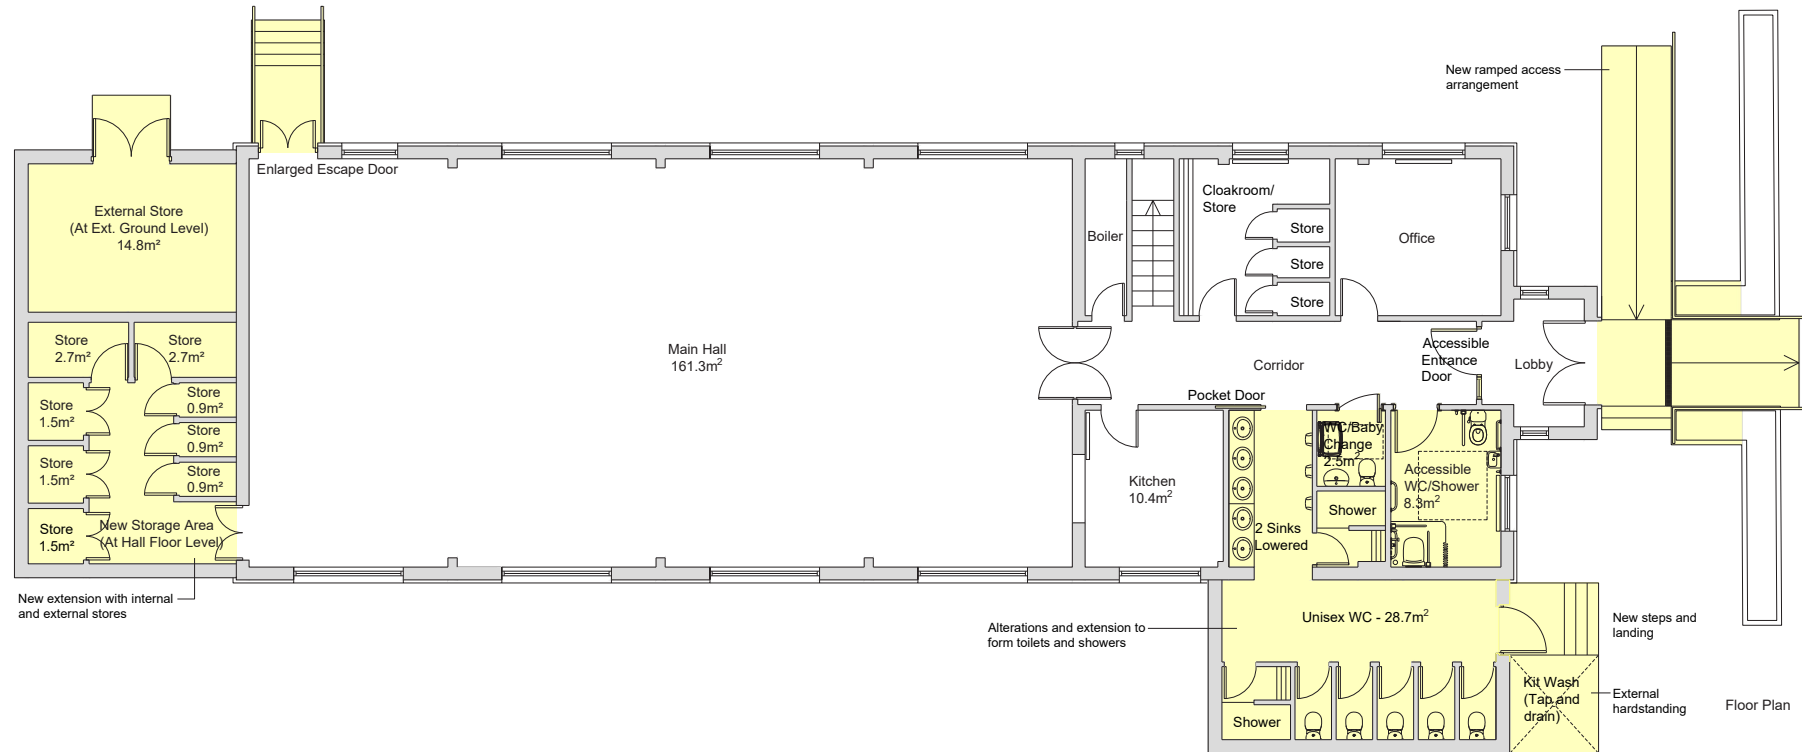 New ramped access
arrangement
Enlarged Escape Door
External Store
(At Ext. Ground Level)
14.8m²
Cloakroom/
Store
Store
Store
Store
Boiler
Office
Store
2.7m²
Store
2.7m²
Main Hall
161.3m²
Corridor
Accessible
Entrance
Door
Lobby
Pocket Door
Store
1.5m²
Store
0.9m²
Store
0.9m²
Store
1.5m²
Store
0.9m²
Store
1.5m²
New Storage Area
(At Hall Floor Level)
WC/Baby
Change
2.5m²
Accessible
WC/Shower
8.3m²
Kitchen
10.4m²
Shower
2 Sinks
Lowered
New extension with internal
and external stores
Alterations and extension to
form toilets and showers
Unisex WC - 28.7m²
New steps and
landing
Kit Wash
(Tap and
drain)
External
hardstanding
Shower
Floor Plan